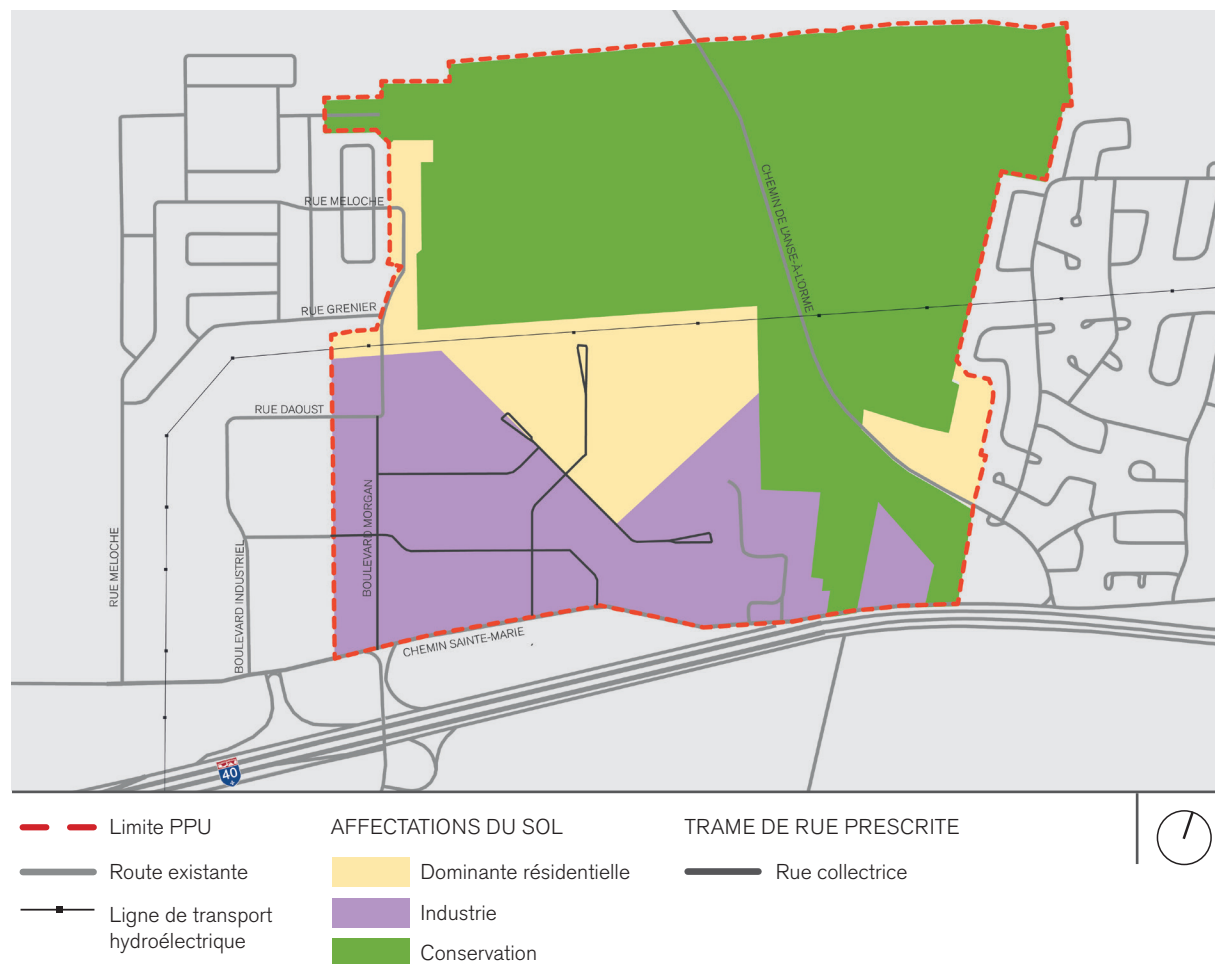 RUE MELOCHE
CHEMIN DE L'ANSE-À-L'ORME
RUE GRENIER
RUE DAOUST
BOULEVARD MORGAN
RUE MELOCHE
BOULEVARD INDUSTRIEL
CHEMIN SAINTE-MARIE
40
Limite PPU
Route existante
Ligne de transport
hydroélectrique
AFFECTATIONS DU SOL
Dominante résidentielle
Industrie
Conservation
TRAME DE RUE PRESCRITE
Rue collectrice